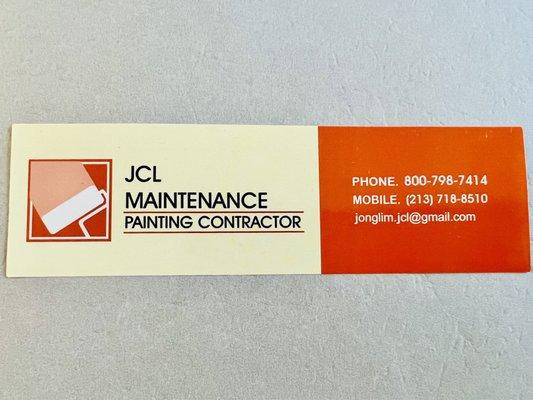 JCL
MAINTENANCE
PAINTING CONTRACTOR
PHONE. 800-798-7414
MOBILE. (213) 718-8510
jonglim.jcl@gmail.com